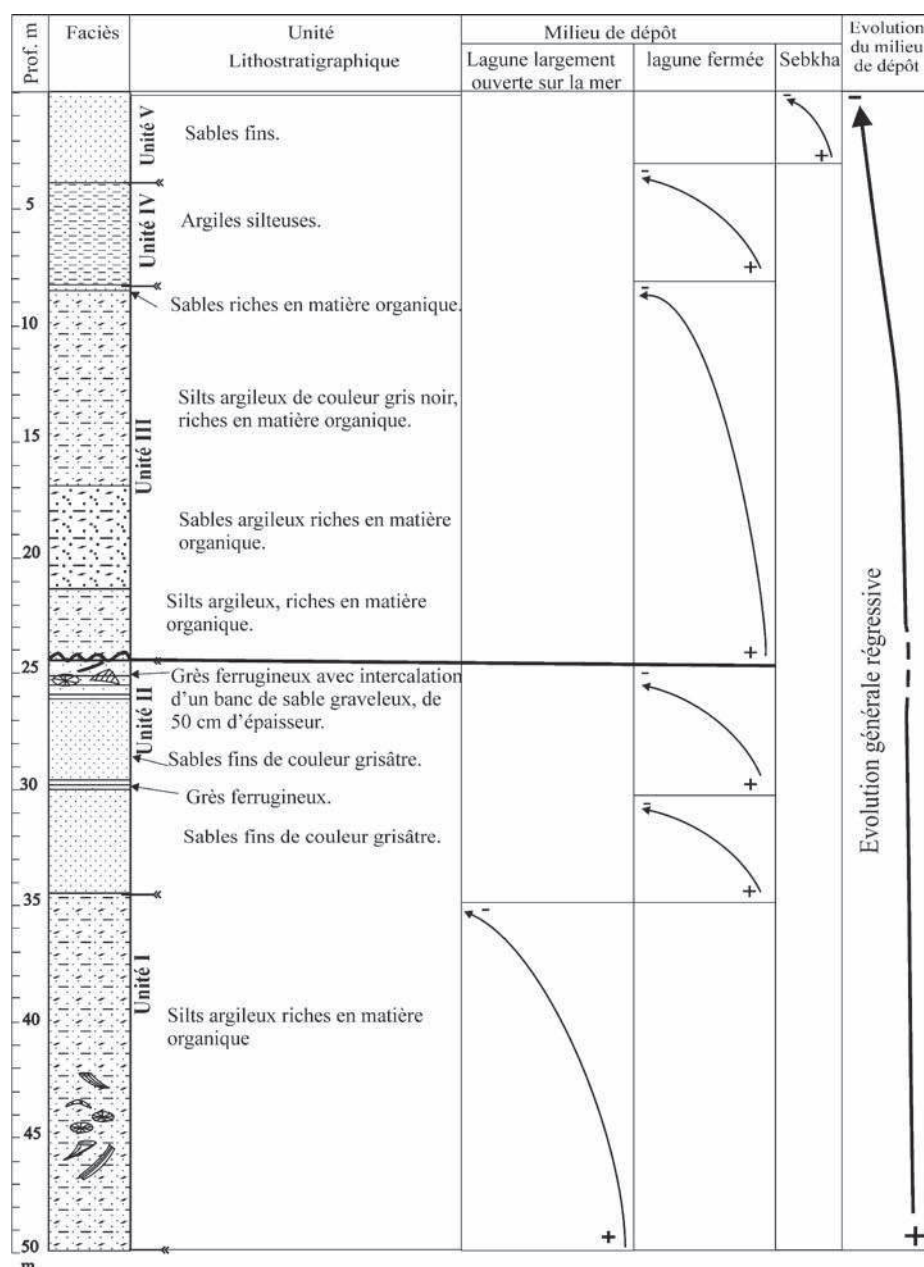 Prof. m
Faciès
Unité
Lithostratigraphique
Milieu de dépôt
Lagune largement
ouverte sur la mer
lagune fermée
Sebkha
Evolution
du milieu
de dépôt
Unité V
Sables fins.
-
+
-
5
Unité IV
Argiles silteuses.
-
+
Sables riches en matière organique.
10
-
Silts argileux de couleur gris noir,
riches en matière organique.
15
Unité III
Sables argileux riches en matière
organique.
20
Silts argileux, riches en matière
organique.
+
25
Unité II
Grès ferrugineux avec intercalation
d'un banc de sable graveleux, de
50 cm d'épaisseur.
-
Sables fins de couleur grisâtre.
+
30
Grès ferrugineux.
-
Sables fins de couleur grisâtre.
+
35
-
Unité I
Silts argileux riches en matière
organique
40
45
+
50
m
Evolution générale régressive
+